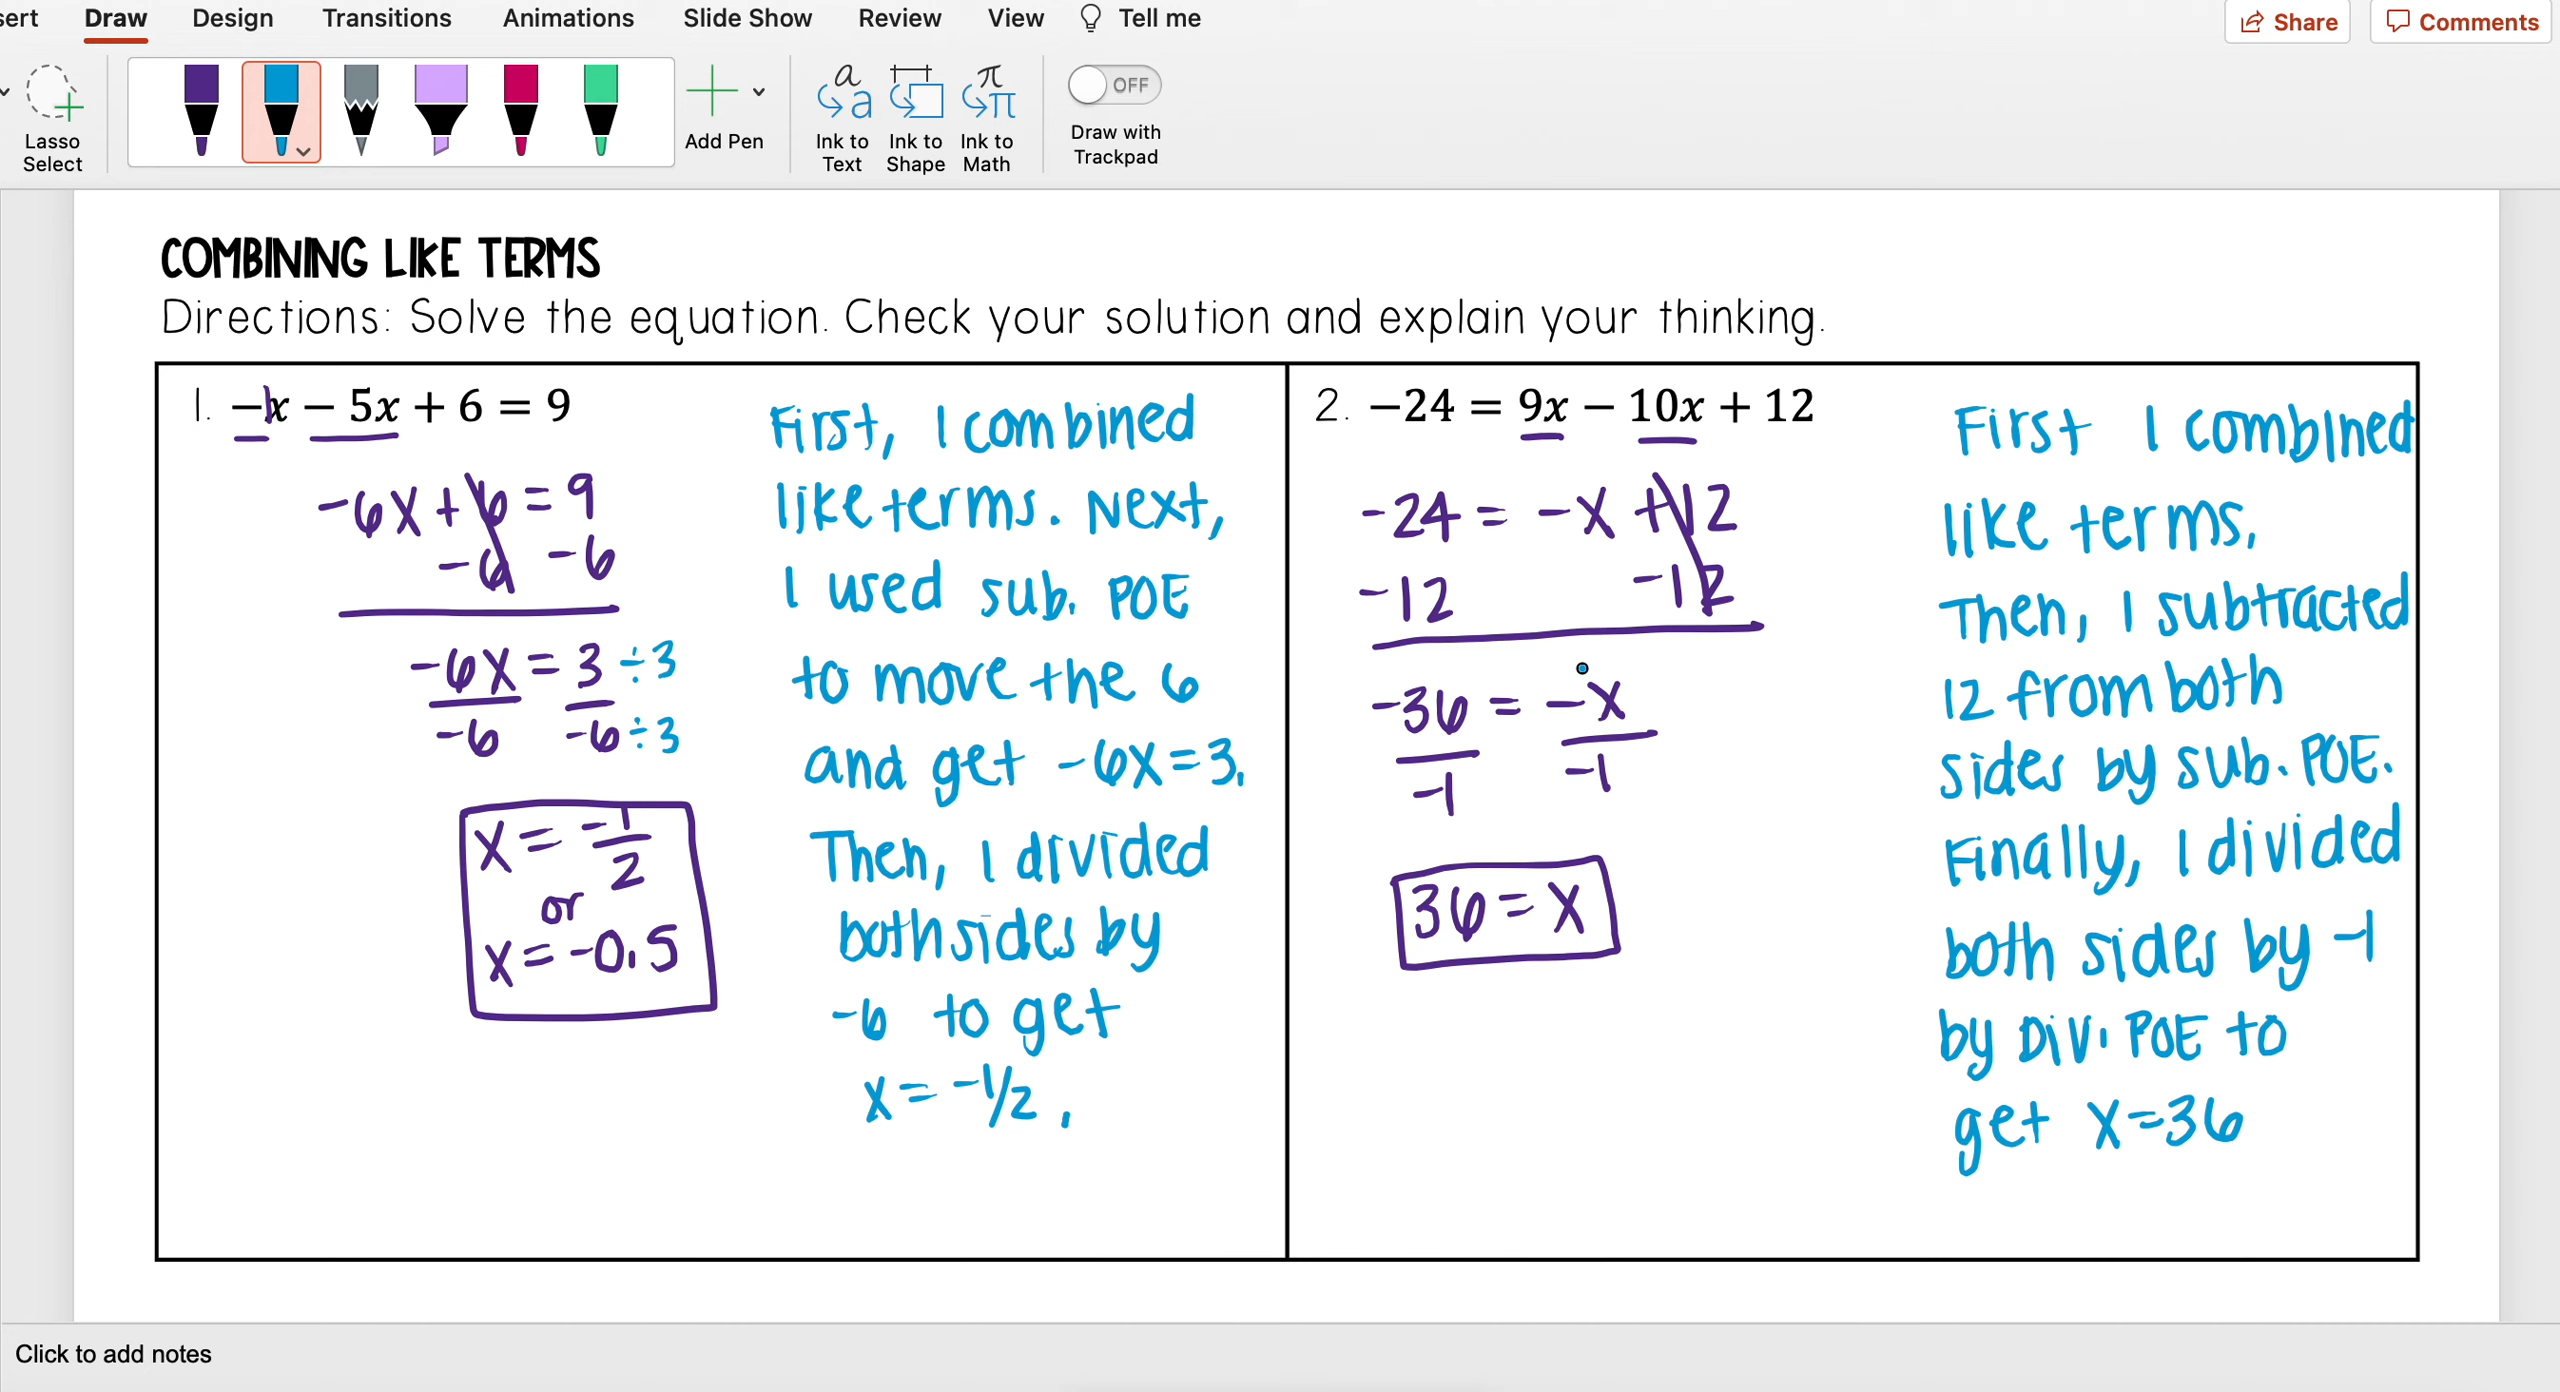 sert Draw Design Transitions Animations Slide Show Review View Tell me Share Comments
Lasso Select
Add Pen
Ink to Text
Ink to Shape
Ink to Math
OFF
Draw with Trackpad
COMBINING LIKE TERMS
Directions: Solve the equation. Check your solution and explain your thinking.
1. −1x − 5x + 6 = 9
-6x + 6 = 9
-6 -6
-6x = 3 ÷3
-6 -6 ÷3
x = -1/2
or
x = -0.5
First, I combined
like terms. Next,
I used sub. POE
to move the 6
and get -6x=3.
Then, I divided
both sides by
-6 to get
x = -1/2.
2. −24 = 9x − 10x + 12
-24 = -x +12
-12 -12
-36 = -x
-1 -1
36 = x
First I combined
like terms.
Then, I subtracted
12 from both
sides by sub. POE.
Finally, I divided
both sides by -1
by Div. POE to
get x=36
Click to add notes